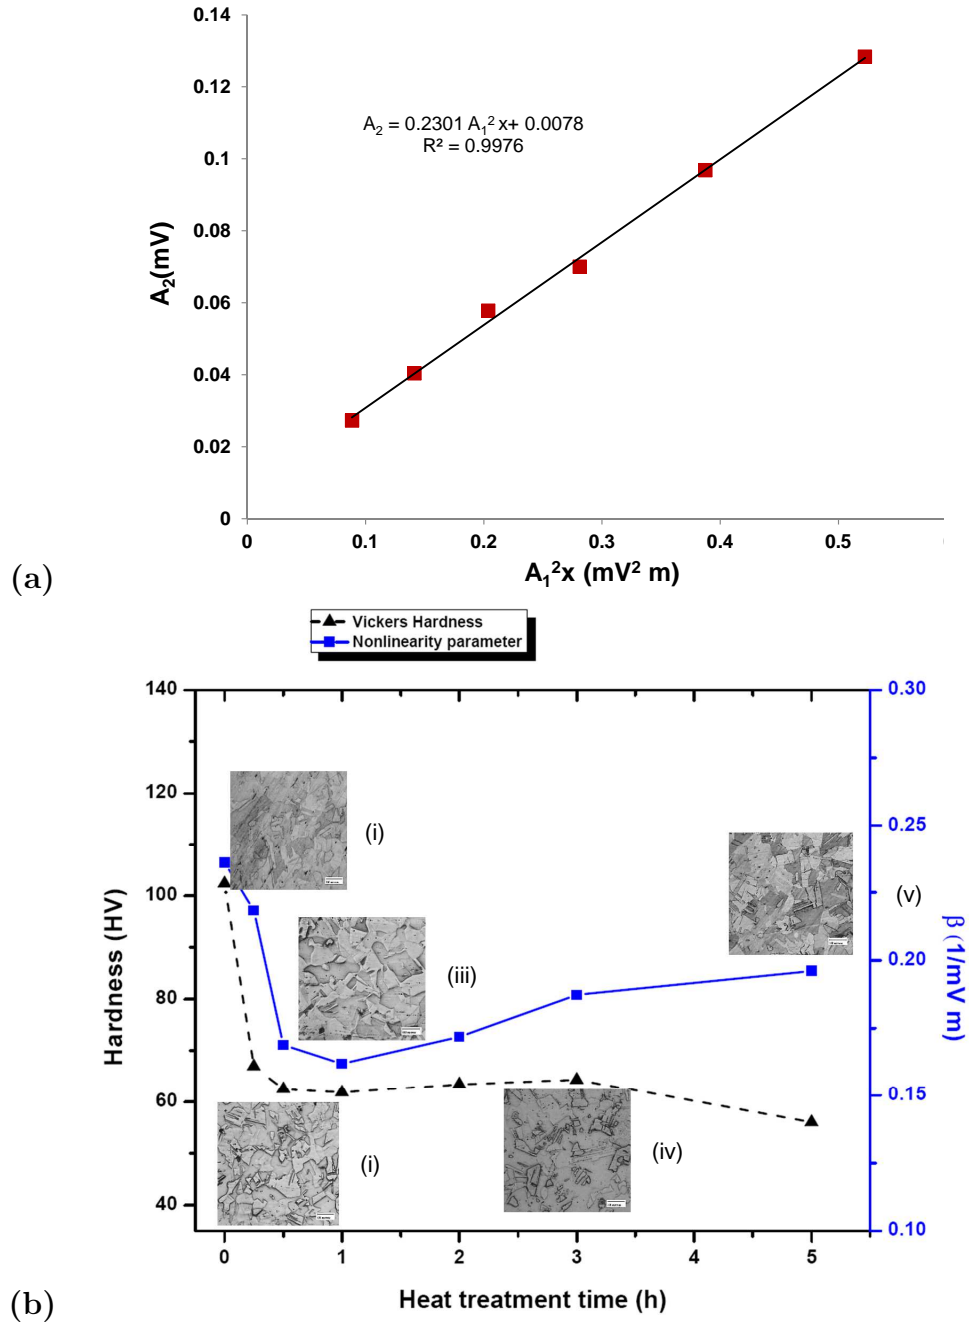 0.14
0.12
A₂ = 0.2301 A₁² x+ 0.0078
R² = 0.9976
0.1
0.08
A₂(mV)
0.06
0.04
0.02
0
0 0.1 0.2 0.3 0.4 0.5
A₁²x (mV² m)
(a)
Vickers Hardness
Nonlinearity parameter
140 0.30
120
(i) 0.25
100 (v)
Hardness (HV)
(iii) 0.20
β (1/mV m)
80
0.15
60
(i) (iv)
40
0.10
0 1 2 3 5
Heat treatment time (h)
(b)